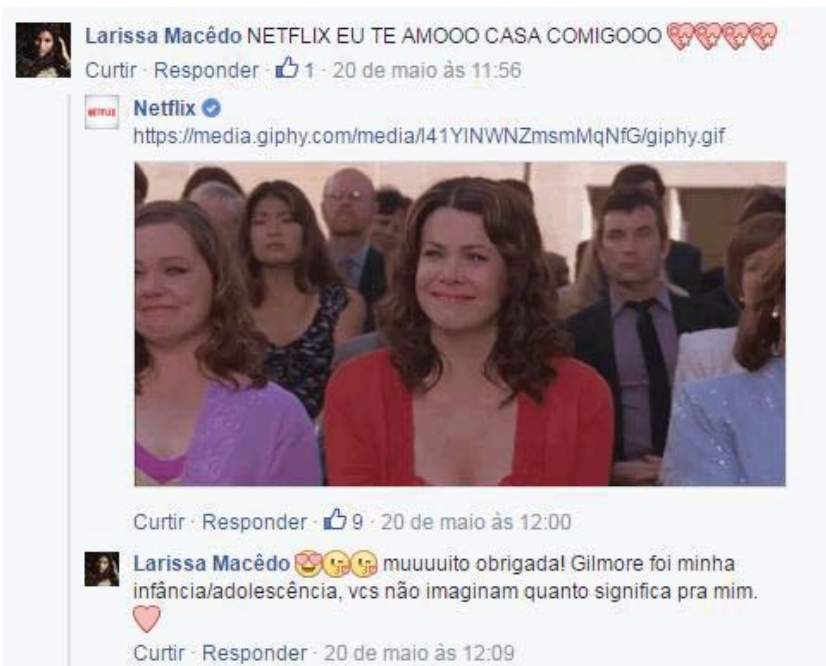 Larissa Macêdo NETFLIX EU TE AMOOO CASA COMIGOOO
Curtir · Responder · 1 · 20 de maio às 11:56
NETFLIX
Netflix
https://media.giphy.com/media/l41YlNWNZmsmMqNfG/giphy.gif
Curtir · Responder · 9 · 20 de maio às 12:00
Larissa Macêdo muuuuito obrigada! Gilmore foi minha
infância/adolescência, vcs não imaginam quanto significa pra mim.
Curtir · Responder · 20 de maio às 12:09